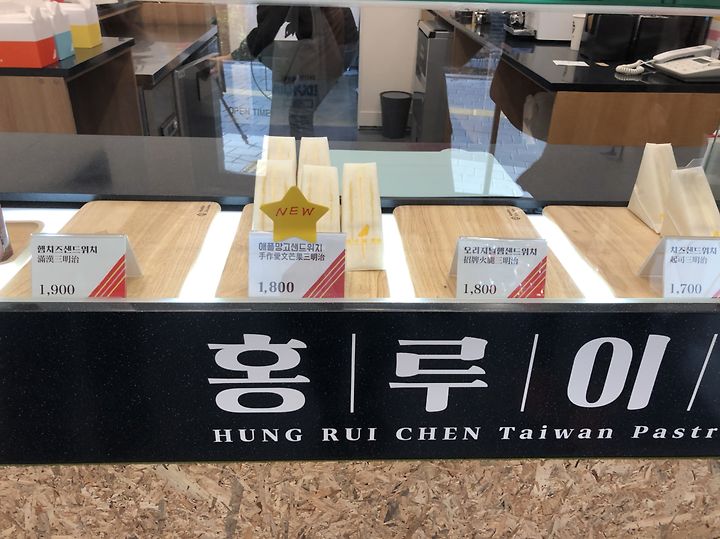 OPEN TIME
NEW
햄치즈샌드위치
滿漢三明治
1,900
애플망고샌드위치
手作愛文芒果三明治
1,800
오리지널햄샌드위치
招牌火腿三明治
1,800
치즈샌드위치
起司三明治
1,700
홍|루|이|
HUNG RUI CHEN Taiwan Pastr